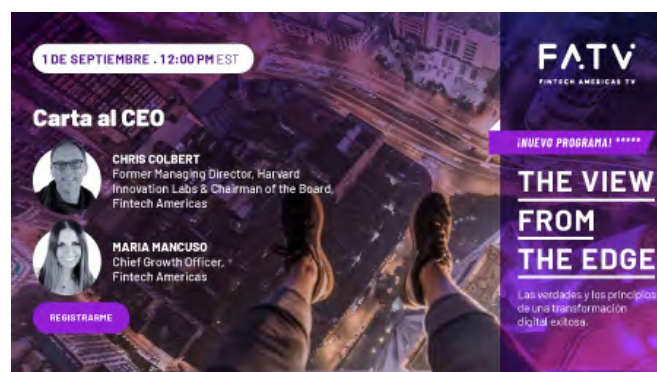 1 DE SEPTIEMBRE . 12:00 PM EST
Carta al CEO
CHRIS COLBERT
Former Managing Director, Harvard
Innovation Labs & Chairman of the Board,
Fintech Americas
MARIA MANCUSO
Chief Growth Officer,
Fintech Americas
REGISTRARME
FATV
FINTECH AMERICAS TV
¡NUEVO PROGRAMA! *****
THE VIEW
FROM
THE EDGE
Las verdades y los principios
de una transformación
digital exitosa.